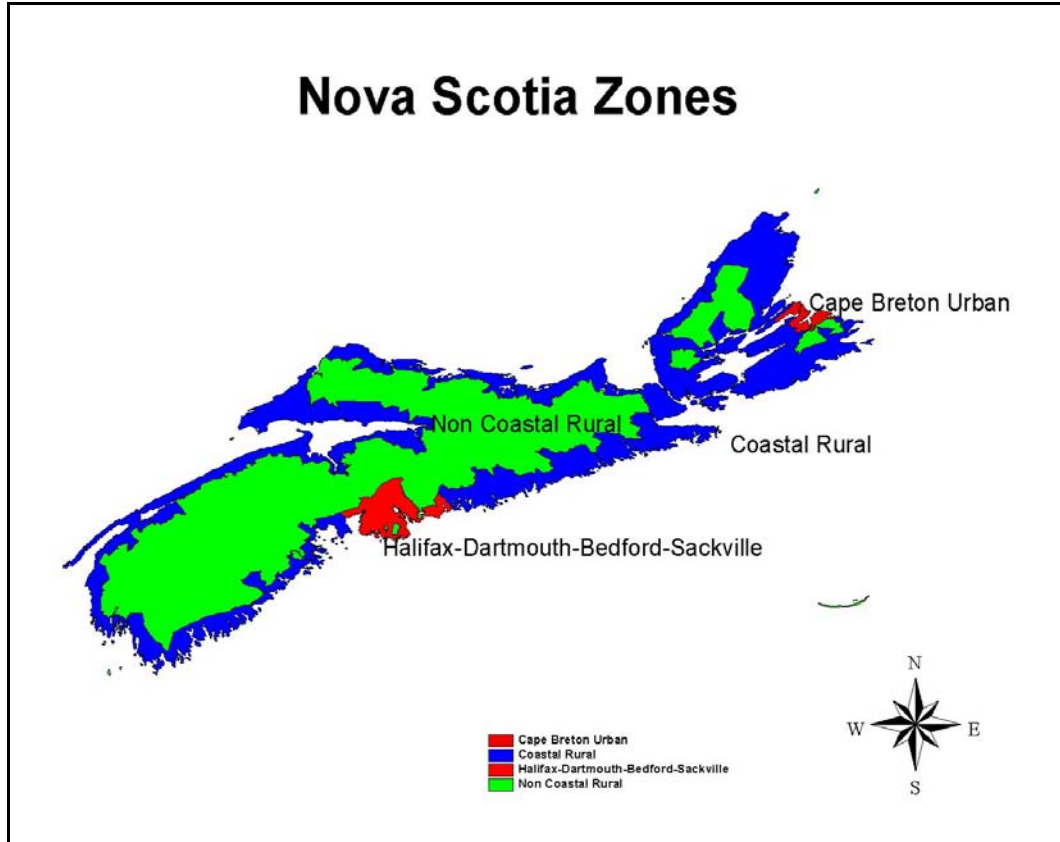 Nova Scotia Zones
Cape Breton Urban
Non Coastal Rural
Coastal Rural
Halifax-Dartmouth-Bedford-Sackville
N
W E
S
Cape Breton Urban
Coastal Rural
Halifax-Dartmouth-Bedford-Sackville
Non Coastal Rural